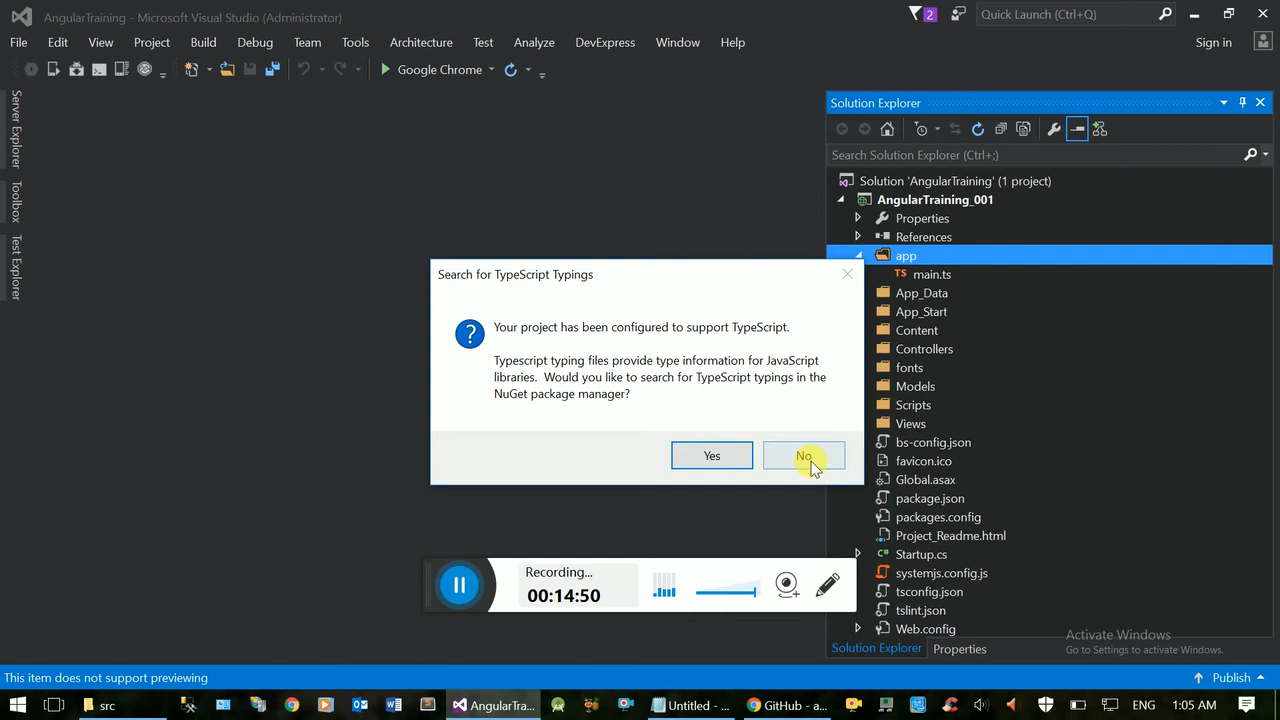 AngularTraining - Microsoft Visual Studio (Administrator)
2
Quick Launch (Ctrl+Q)
File Edit View Project Build Debug Team Tools Architecture Test Analyze DevExpress Window Help
Sign in
Google Chrome
Server Explorer
Toolbox
Test Explorer
Solution Explorer
Search Solution Explorer (Ctrl+;)
Solution 'AngularTraining' (1 project)
AngularTraining_001
Properties
References
app
TS main.ts
App_Data
App_Start
Content
Controllers
fonts
Models
Scripts
Views
bs-config.json
favicon.ico
Global.asax
package.json
packages.config
Project_Readme.html
C# Startup.cs
systemjs.config.js
tsconfig.json
tslint.json
Web.config
Solution Explorer Properties
Search for TypeScript Typings
Your project has been configured to support TypeScript.
Typescript typing files provide type information for JavaScript
libraries. Would you like to search for TypeScript typings in the
NuGet package manager?
Yes No
Recording...
00:14:50
Activate Windows
Go to Settings to activate Windows.
This item does not support previewing
Publish
src
AngularTra...
Untitled - ...
GitHub - a...
ENG
1:05 AM